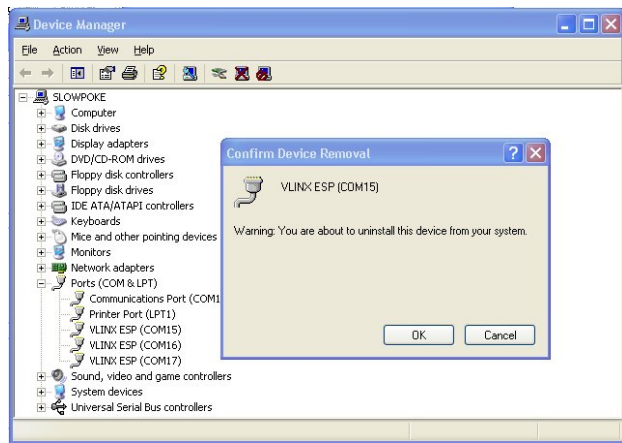 Device Manager
File Action View Help
SLOWPOKE
Computer
Disk drives
Display adapters
DVD/CD-ROM drives
Floppy disk controllers
Floppy disk drives
IDE ATA/ATAPI controllers
Keyboards
Mice and other pointing devices
Monitors
Network adapters
Ports (COM & LPT)
Communications Port (COM1
Printer Port (LPT1)
VLINX ESP (COM15)
VLINX ESP (COM16)
VLINX ESP (COM17)
Sound, video and game controllers
System devices
Universal Serial Bus controllers
Confirm Device Removal
VLINX ESP (COM15)
Warning: You are about to uninstall this device from your system.
OK Cancel